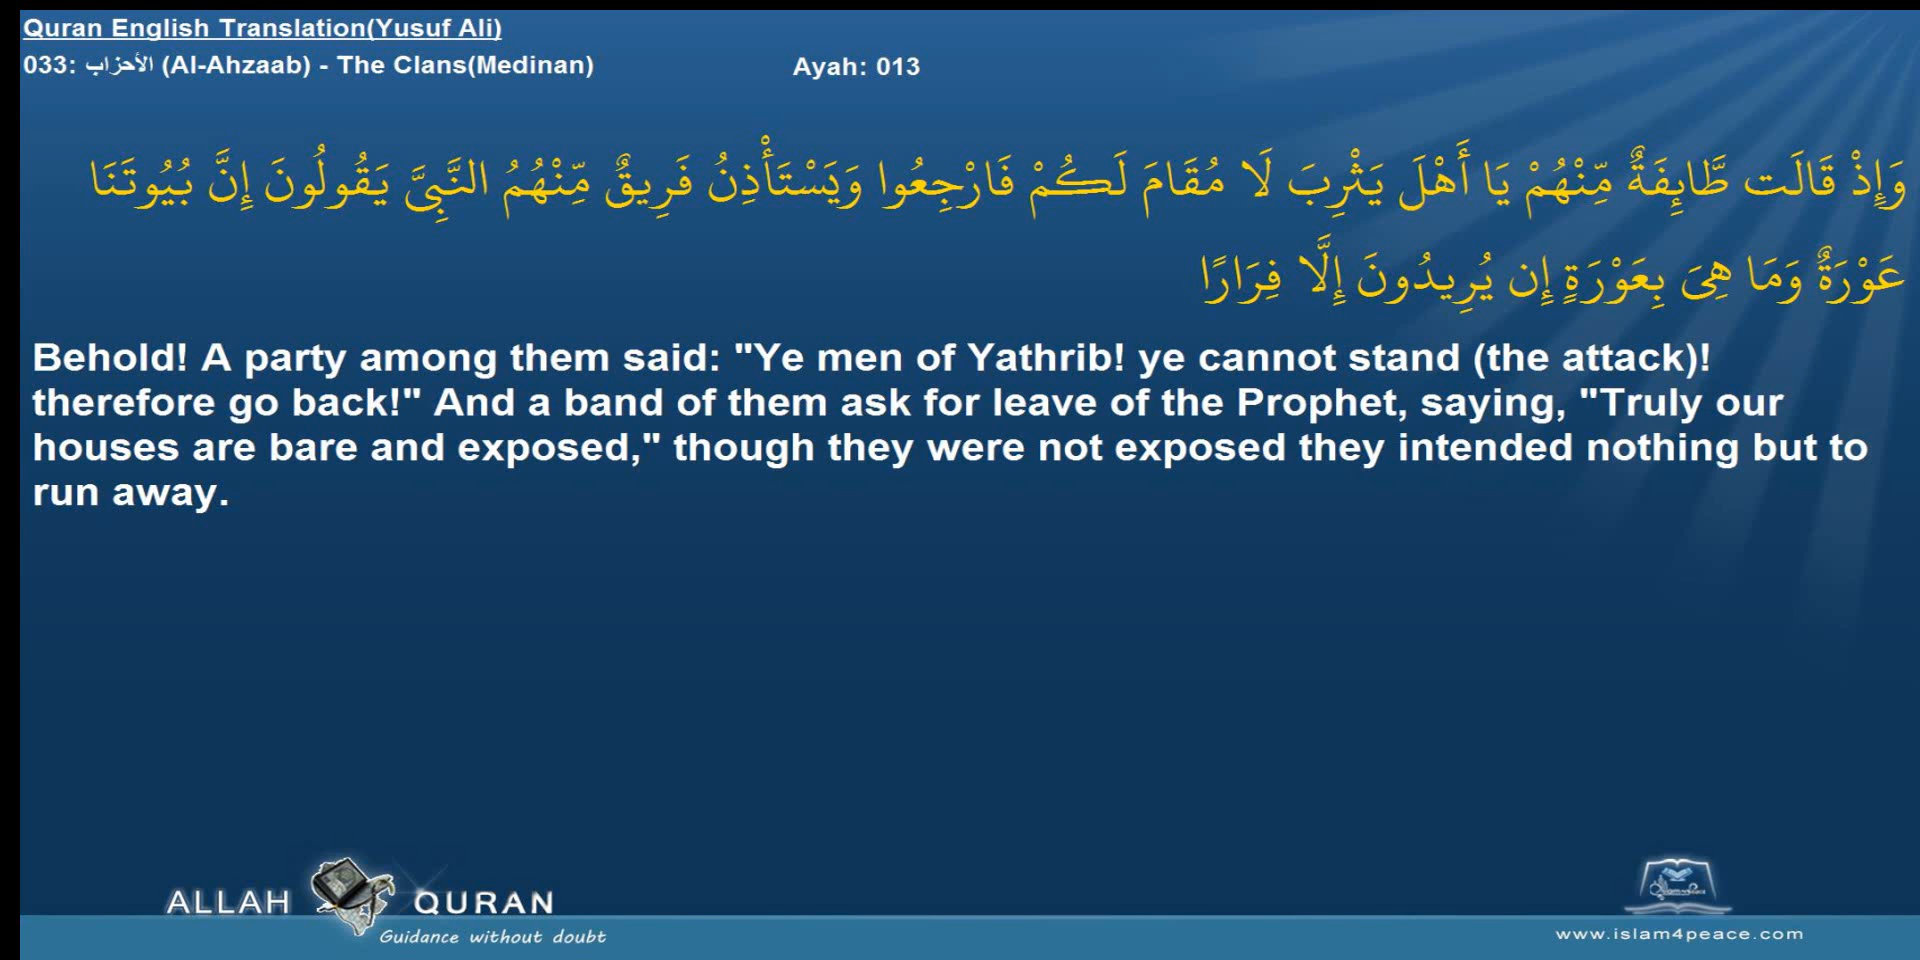 Quran English Translation(Yusuf Ali)
033: الأحزاب (Al-Ahzaab) - The Clans(Medinan) Ayah: 013
وَإِذْ قَالَت طَّائِفَةٌ مِّنْهُمْ يَا أَهْلَ يَثْرِبَ لَا مُقَامَ لَكُمْ فَارْجِعُوا وَيَسْتَأْذِنُ فَرِيقٌ مِّنْهُمُ النَّبِيَّ يَقُولُونَ إِنَّ بُيُوتَنَا
عَوْرَةٌ وَمَا هِيَ بِعَوْرَةٍ إِن يُرِيدُونَ إِلَّا فِرَارًا
Behold! A party among them said: "Ye men of Yathrib! ye cannot stand (the attack)!
therefore go back!" And a band of them ask for leave of the Prophet, saying, "Truly our
houses are bare and exposed," though they were not exposed they intended nothing but to
run away.
ALLAH QURAN
Guidance without doubt
www.islam4peace.com